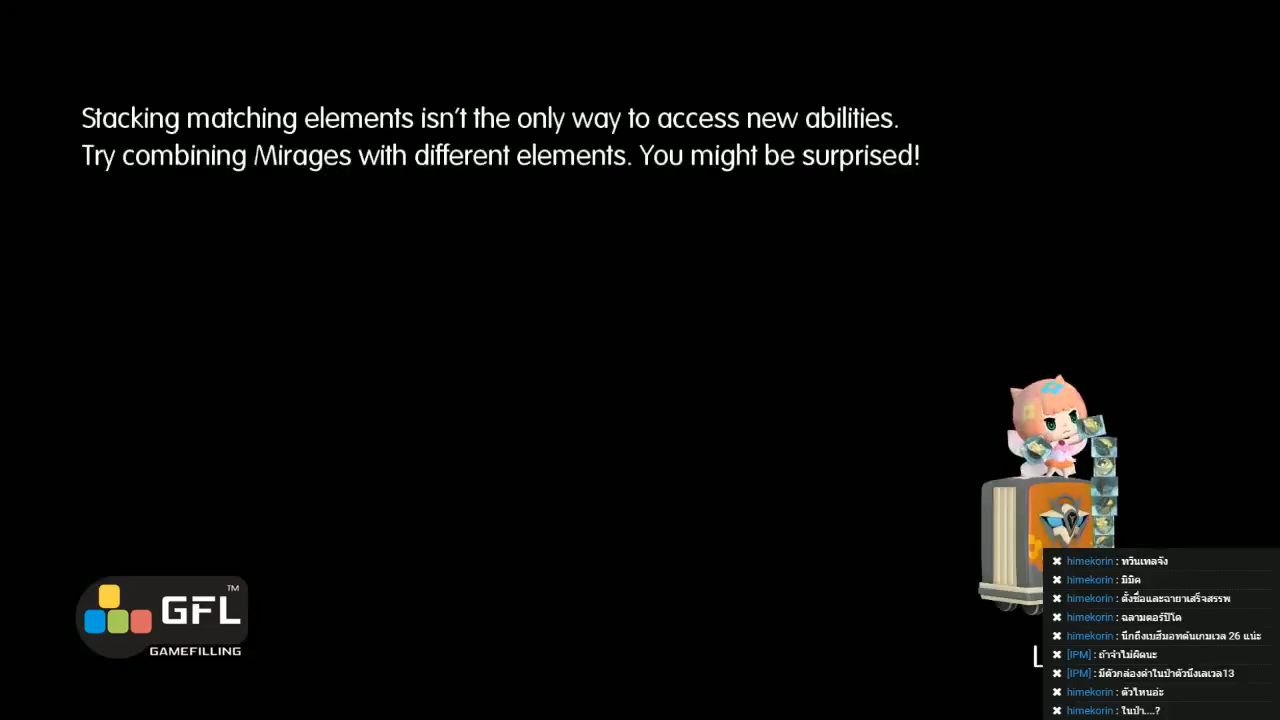 Stacking matching elements isn't the only way to access new abilities.
Try combining Mirages with different elements. You might be surprised!
GFL™
GAMEFILLING
L
✖ himekorin : ทวินเทลจัง
✖ himekorin : มิมิค
✖ himekorin : ตั้งชื่อและฉายาเสร็จสรรพ
✖ himekorin : ฉลามตอร์ปิโด
✖ himekorin : นึกถึงเบฮีมอทต้นเกมเวล 26 แน่ะ
✖ [IPM] : ถ้าจำไม่ผิดนะ
✖ [IPM] : มีตัวกล่องดำในป่าตัวนึงเลเวล13
✖ himekorin : ตัวไหนอ่ะ
✖ himekorin : ในป่า....?